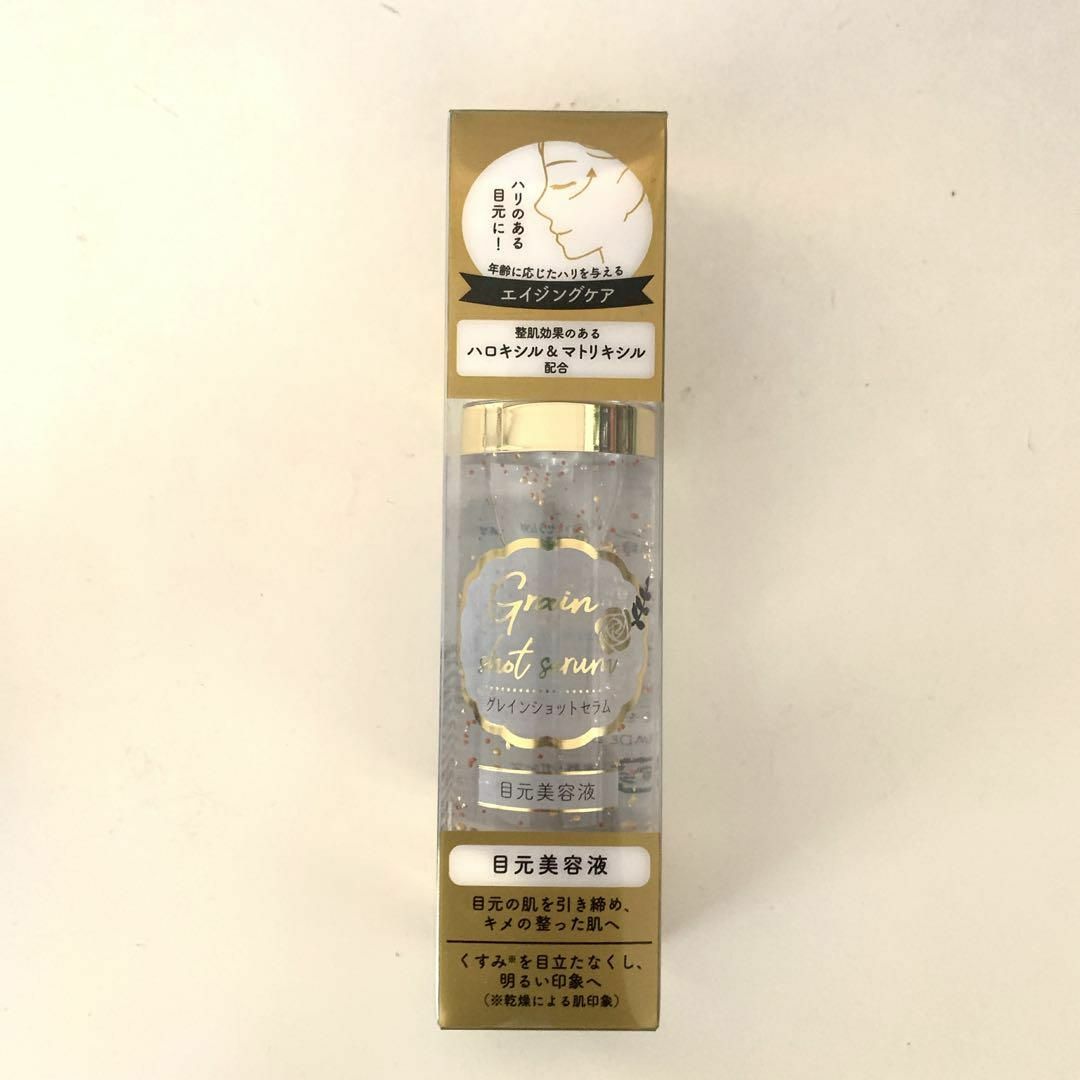 ハリのある
目元に!
年齢に応じたハリを与える
エイジングケア
整肌効果のある
ハロキシル&マトリキシル
配合
Grain
shot serum
グレインショットセラム
目元美容液
目元美容液
目元の肌を引き締め、
キメの整った肌へ
くすみ※を目立たなくし、
明るい印象へ
(※乾燥による肌印象)